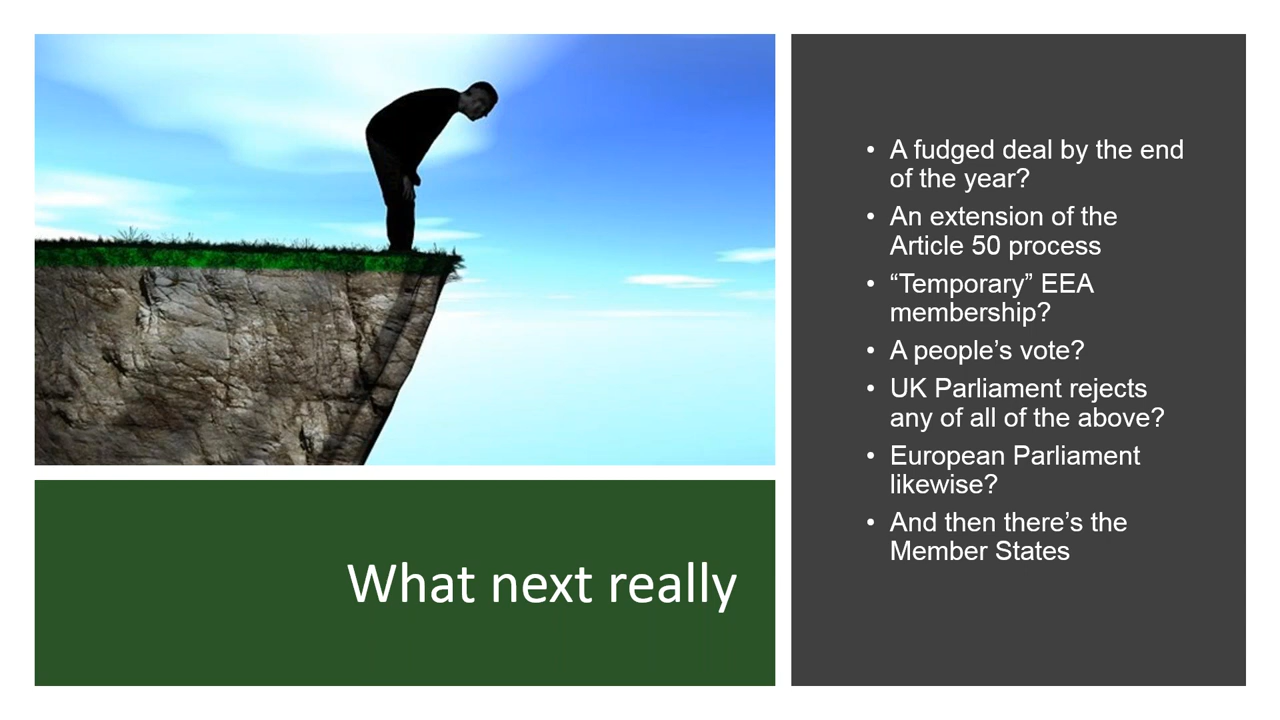 What next really
• A fudged deal by the end
of the year?
• An extension of the
Article 50 process
• “Temporary” EEA
membership?
• A people’s vote?
• UK Parliament rejects
any of all of the above?
• European Parliament
likewise?
• And then there’s the
Member States